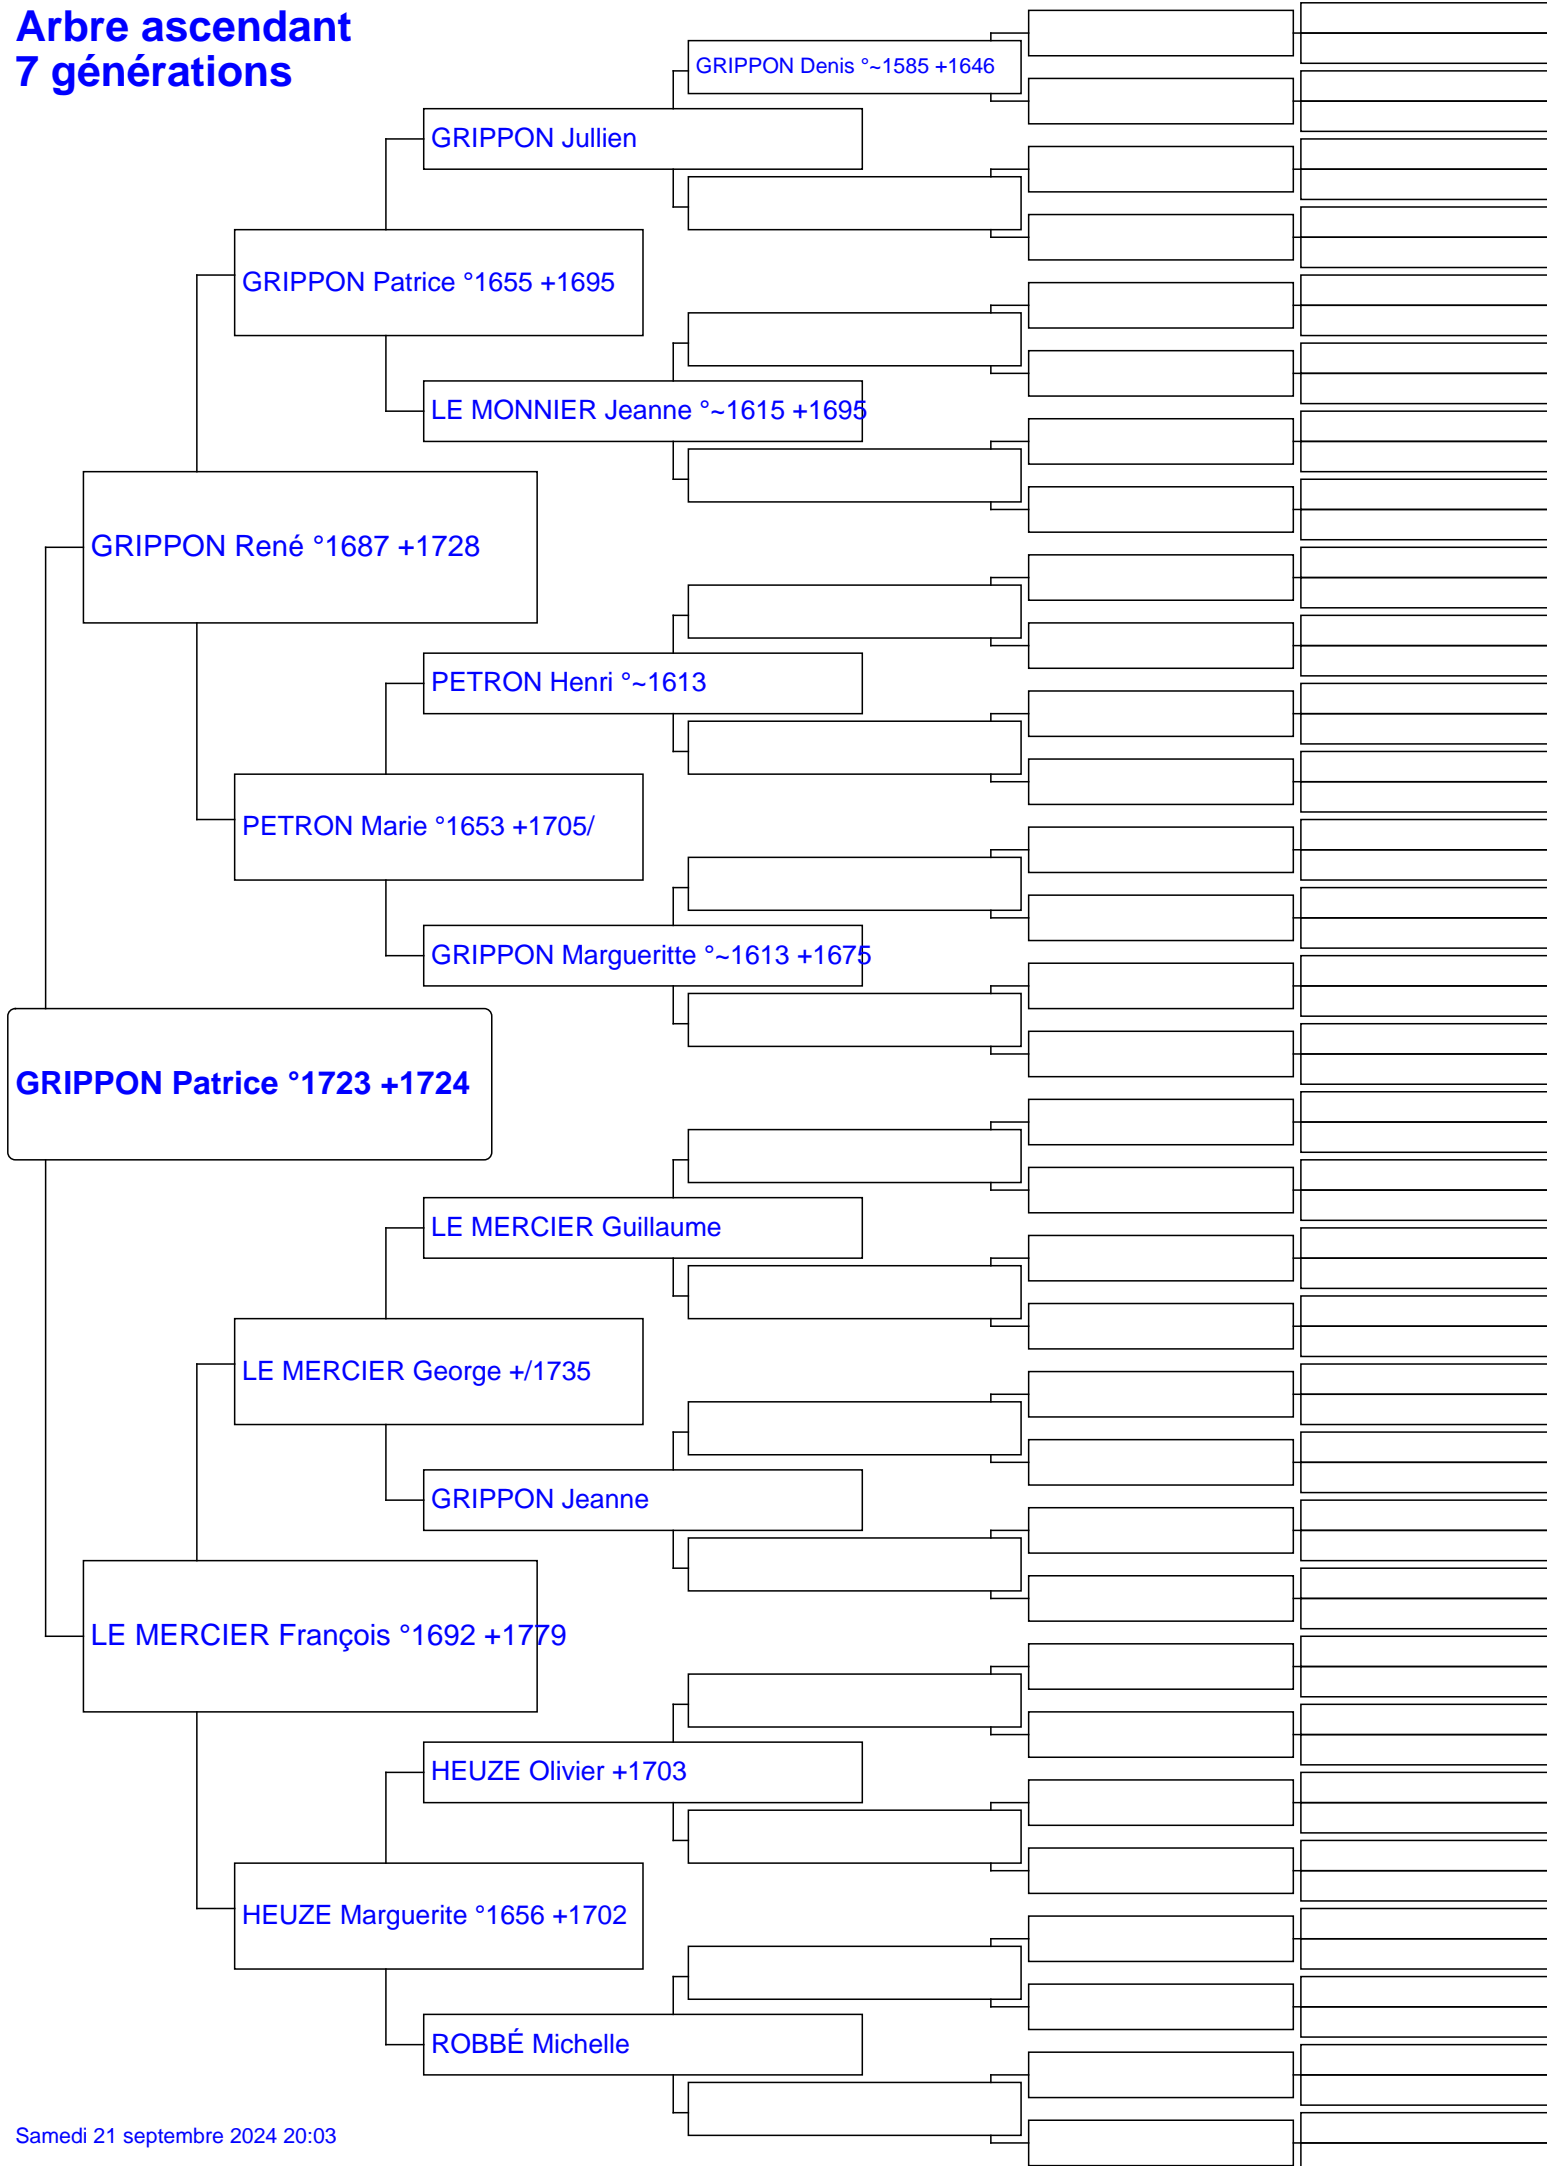 Arbre ascendant
7 générations
GRIPPON Denis °~1585 +1646
GRIPPON Jullien
GRIPPON Patrice °1655 +1695
LE MONNIER Jeanne °~1615 +1695
GRIPPON René °1687 +1728
PETRON Henri °~1613
PETRON Marie °1653 +1705/
GRIPPON Margueritte °~1613 +1675
GRIPPON Patrice °1723 +1724
LE MERCIER Guillaume
LE MERCIER George +/1735
GRIPPON Jeanne
LE MERCIER François °1692 +1779
HEUZE Olivier +1703
HEUZE Marguerite °1656 +1702
ROBBÉ Michelle
Samedi 21 septembre 2024 20:03